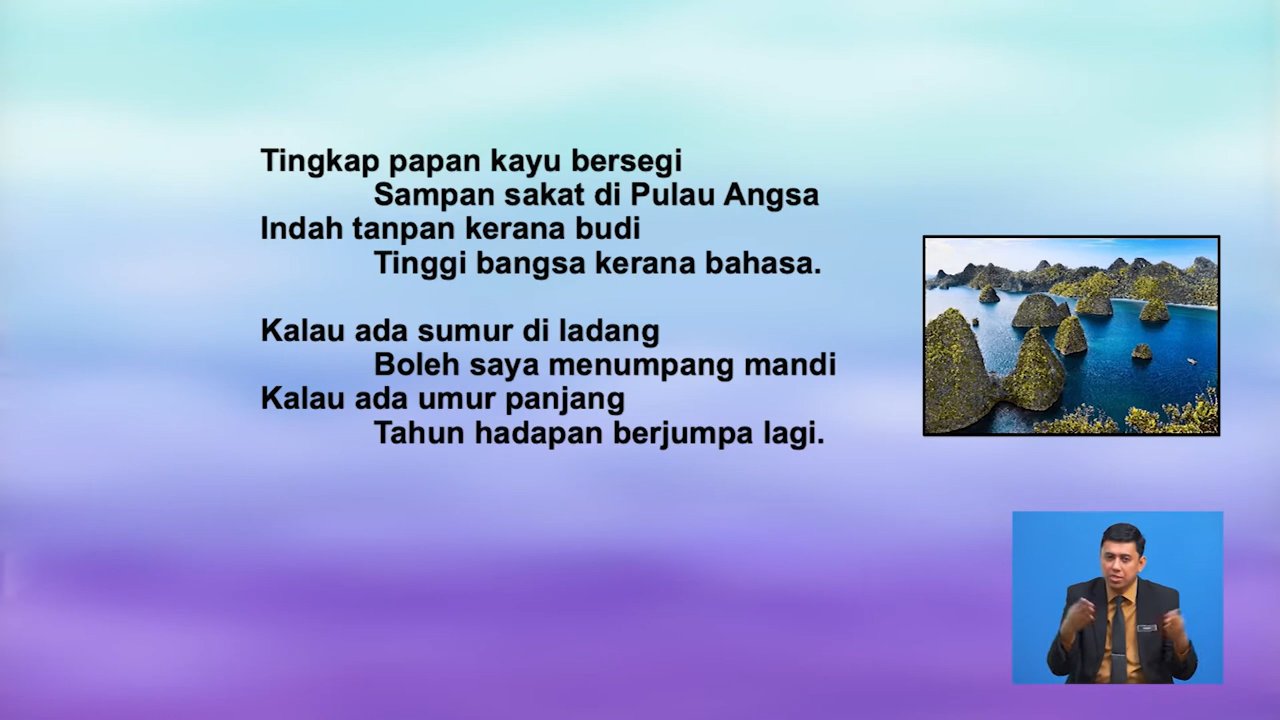 Tingkap papan kayu bersegi
Sampan sakat di Pulau Angsa
Indah tanpan kerana budi
Tinggi bangsa kerana bahasa.
Kalau ada sumur di ladang
Boleh saya menumpang mandi
Kalau ada umur panjang
Tahun hadapan berjumpa lagi.